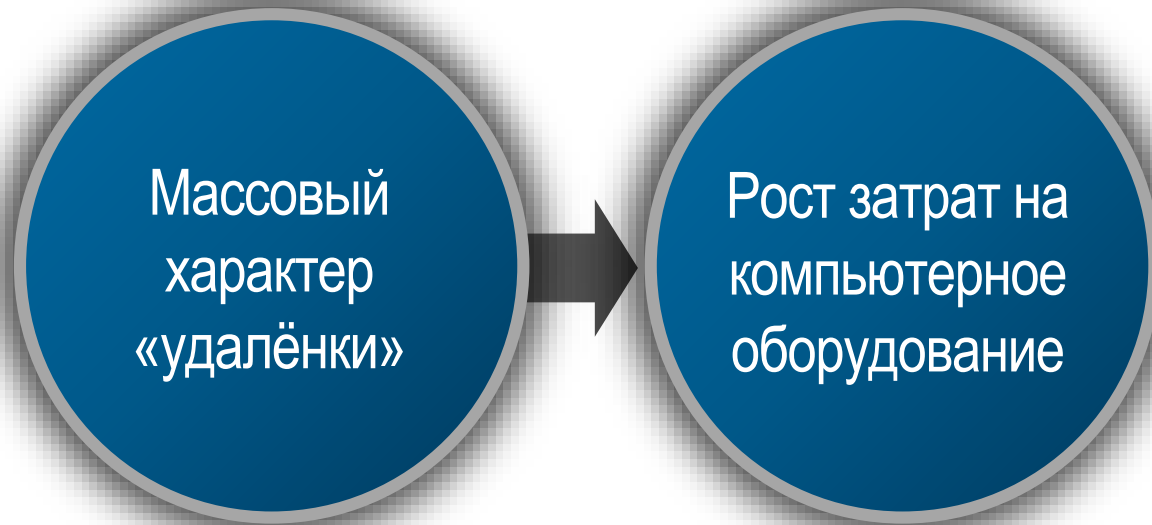 Массовый
характер
«удалёнки»
Рост затрат на
компьютерное
оборудование